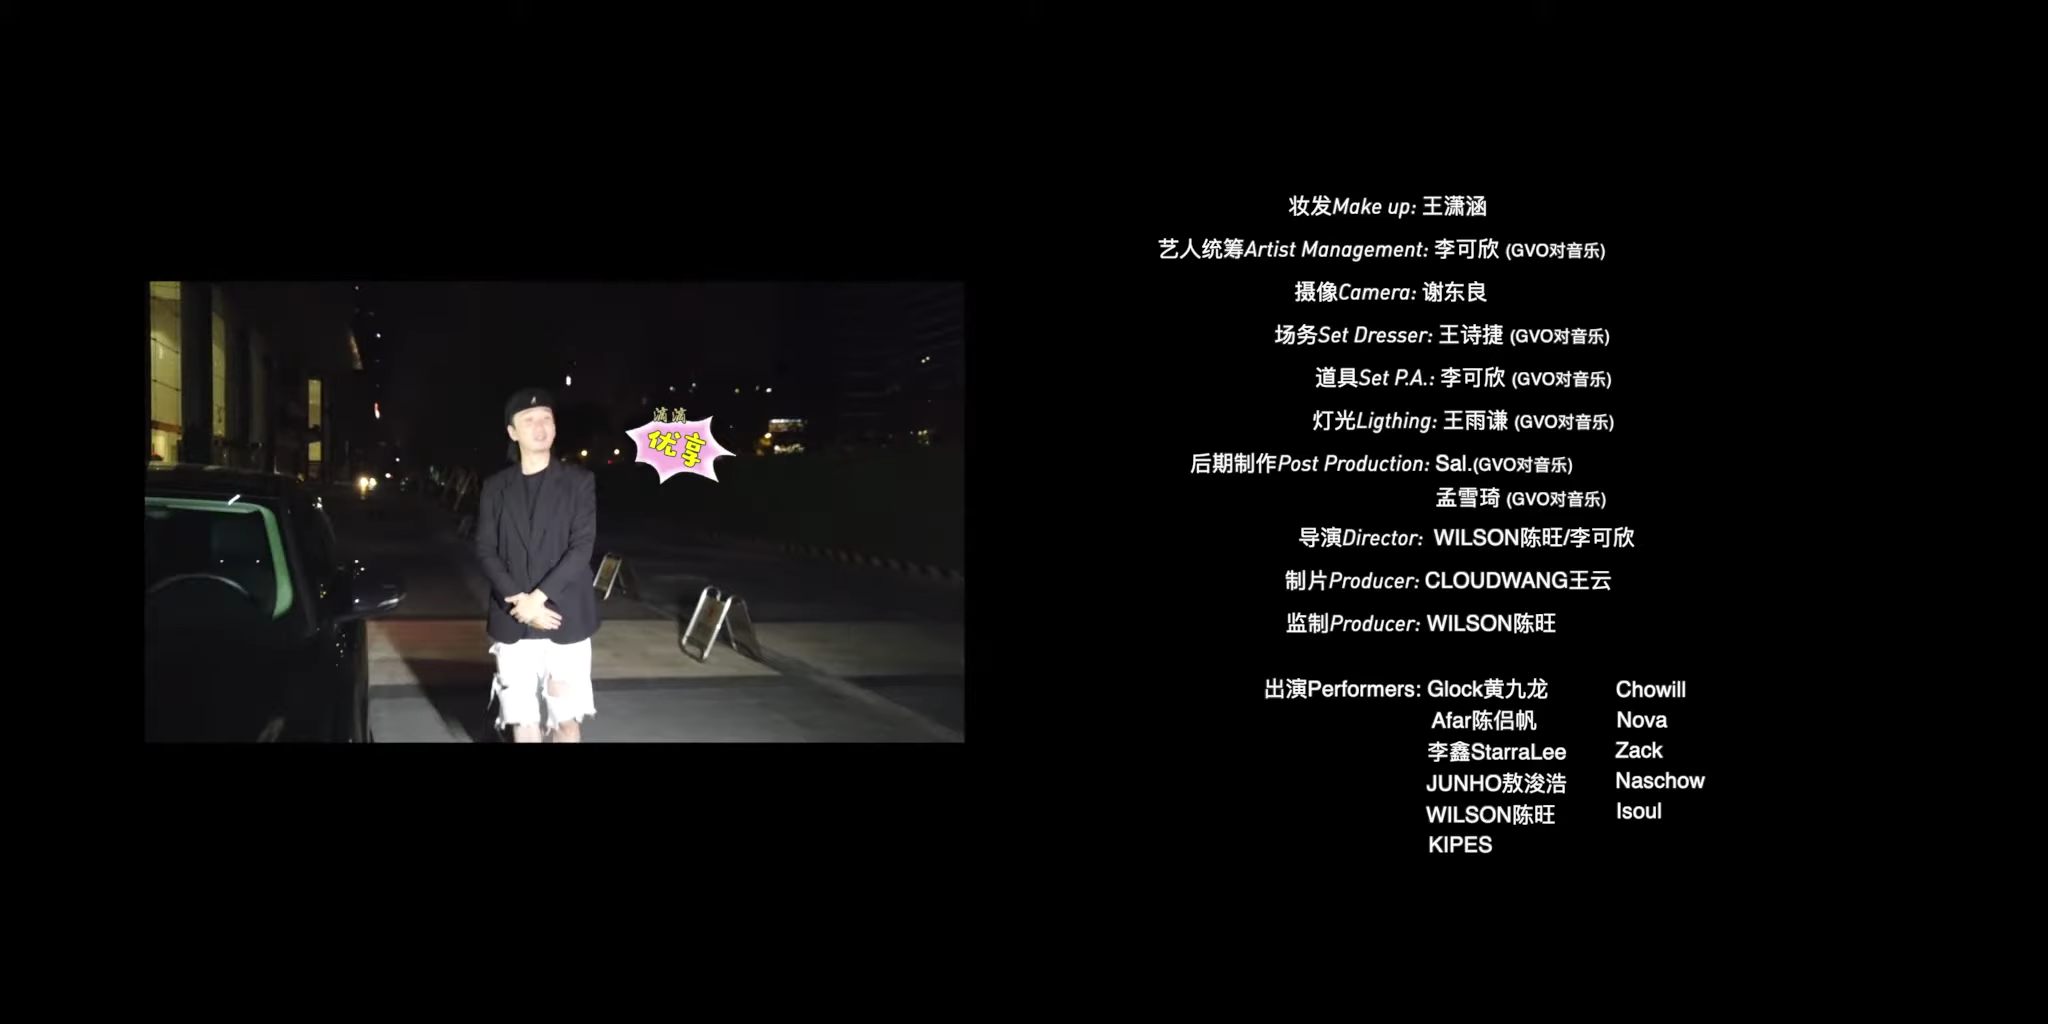 滴滴
优享
妆发Make up: 王潇涵
艺人统筹Artist Management: 李可欣 (GVO对音乐)
摄像Camera: 谢东良
场务Set Dresser: 王诗捷 (GVO对音乐)
道具Set P.A.: 李可欣 (GVO对音乐)
灯光Ligthing: 王雨谦 (GVO对音乐)
后期制作Post Production: Sal.(GVO对音乐)
孟雪琦 (GVO对音乐)
导演Director: WILSON陈旺/李可欣
制片Producer: CLOUDWANG王云
监制Producer: WILSON陈旺
出演Performers: Glock黄九龙 Chowill
Afar陈侣帆 Nova
李鑫StarraLee Zack
JUNHO敖浚浩 Naschow
WILSON陈旺 Isoul
KIPES